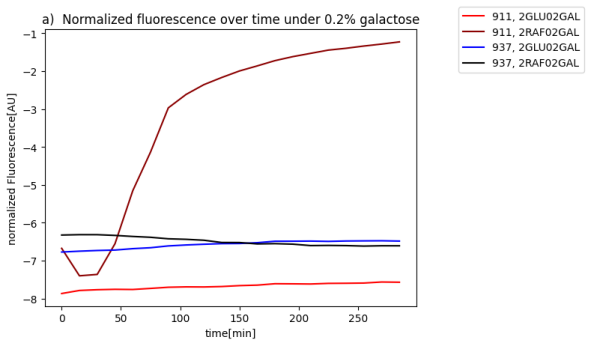 a)  Normalized fluorescence over time under 0.2% galactose
911, 2GLU02GAL
911, 2RAF02GAL
937, 2GLU02GAL
937, 2RAF02GAL
normalized Fluorescence[AU]
−1
−2
−3
−4
−5
−6
−7
−8
0
50
100
150
200
250
time[min]